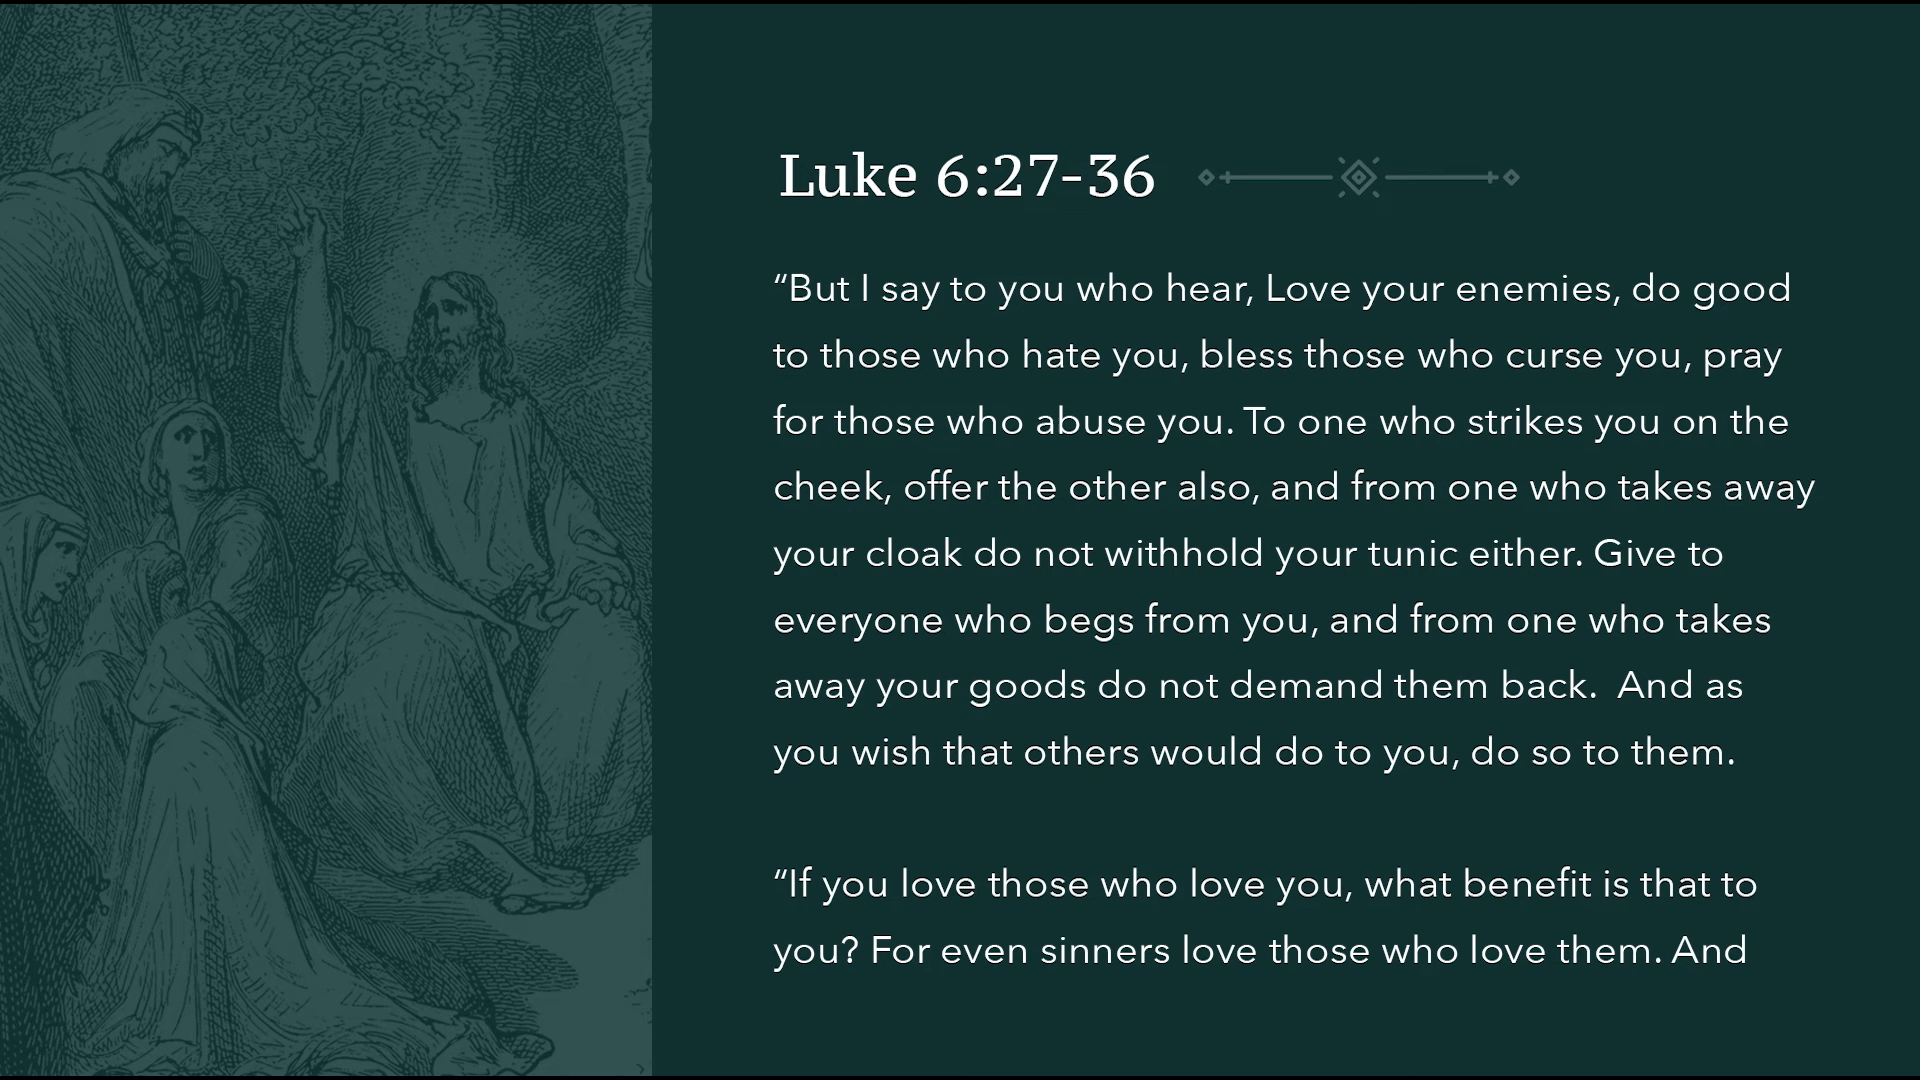 Luke 6:27-36
“But I say to you who hear, Love your enemies, do good
to those who hate you, bless those who curse you, pray
for those who abuse you. To one who strikes you on the
cheek, offer the other also, and from one who takes away
your cloak do not withhold your tunic either. Give to
everyone who begs from you, and from one who takes
away your goods do not demand them back.  And as
you wish that others would do to you, do so to them.
“If you love those who love you, what benefit is that to
you? For even sinners love those who love them. And